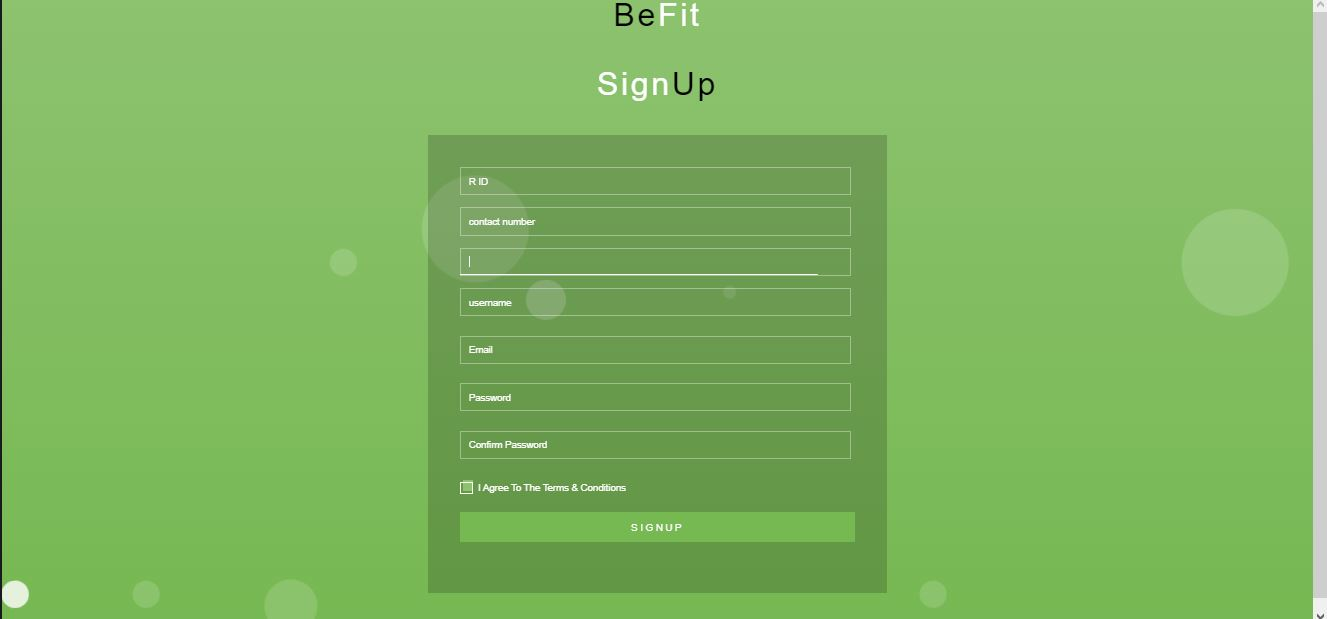 BeFit
SignUp
R ID
contact number
username
Email
Password
Confirm Password
I Agree To The Terms & Conditions
SIGNUP